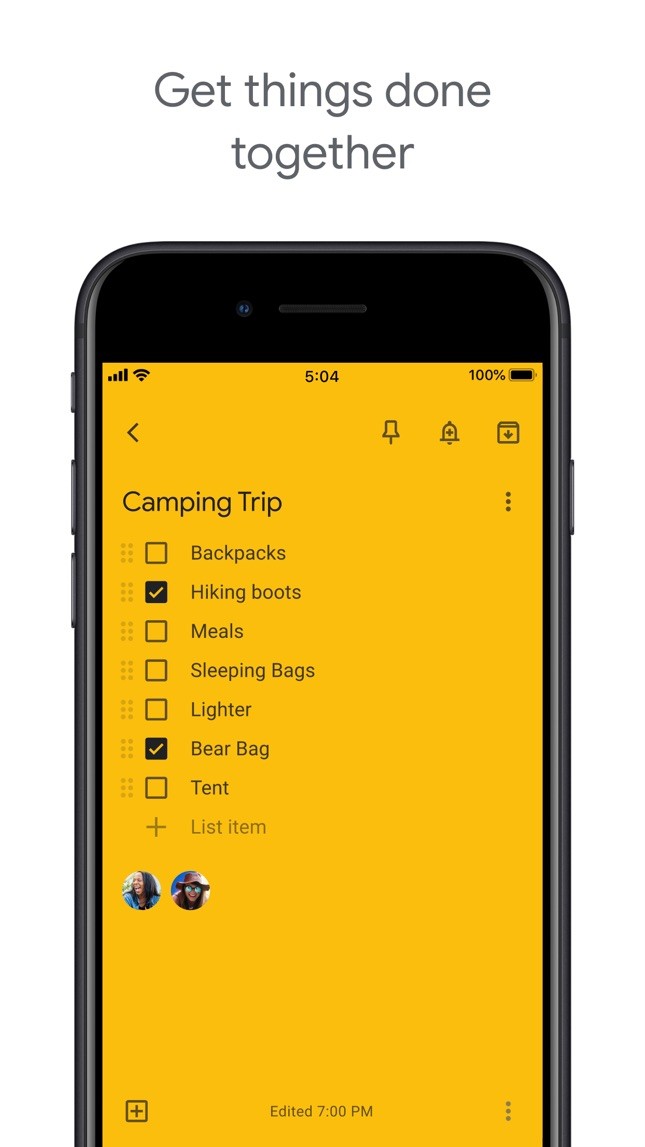 Get things done
together
5:04
100%
Camping Trip
Backpacks
Hiking boots
Meals
Sleeping Bags
Lighter
Bear Bag
Tent
List item
Edited 7:00 PM